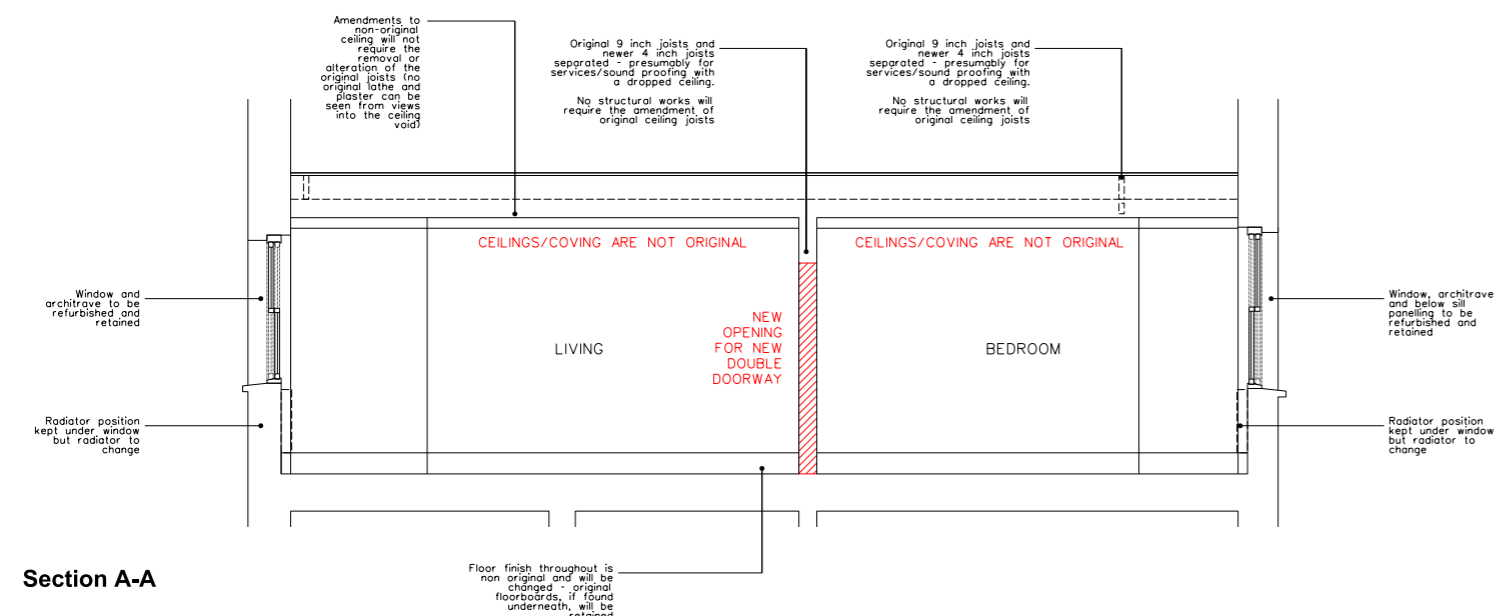 Amendments to
non-original
ceiling will not
require the
removal or
alteration of the
original joists (no
original lathe and
plaster can be
seen from views
into the ceiling
void)
Original 9 inch joists and
newer 4 inch joists
separated - presumably for
services/sound proofing with
a dropped ceiling.
No structural works will
require the amendment of
original ceiling joists
Original 9 inch joists and
newer 4 inch joists
separated - presumably for
services/sound proofing with
a dropped ceiling.
No structural works will
require the amendment of
original ceiling joists
CEILINGS/COVING ARE NOT ORIGINAL
CEILINGS/COVING ARE NOT ORIGINAL
Window and
architrave to be
refurbished and
retained
NEW
OPENING
FOR NEW
DOUBLE
DOORWAY
LIVING
BEDROOM
Window, architrave
and below sill
panelling to be
refurbished and
retained
Radiator position
kept under window
but radiator to
change
Radiator position
kept under window
but radiator to
change
Section A-A
Floor finish throughout is
non original and will be
changed - original
floorboards, if found
underneath, will be
retained